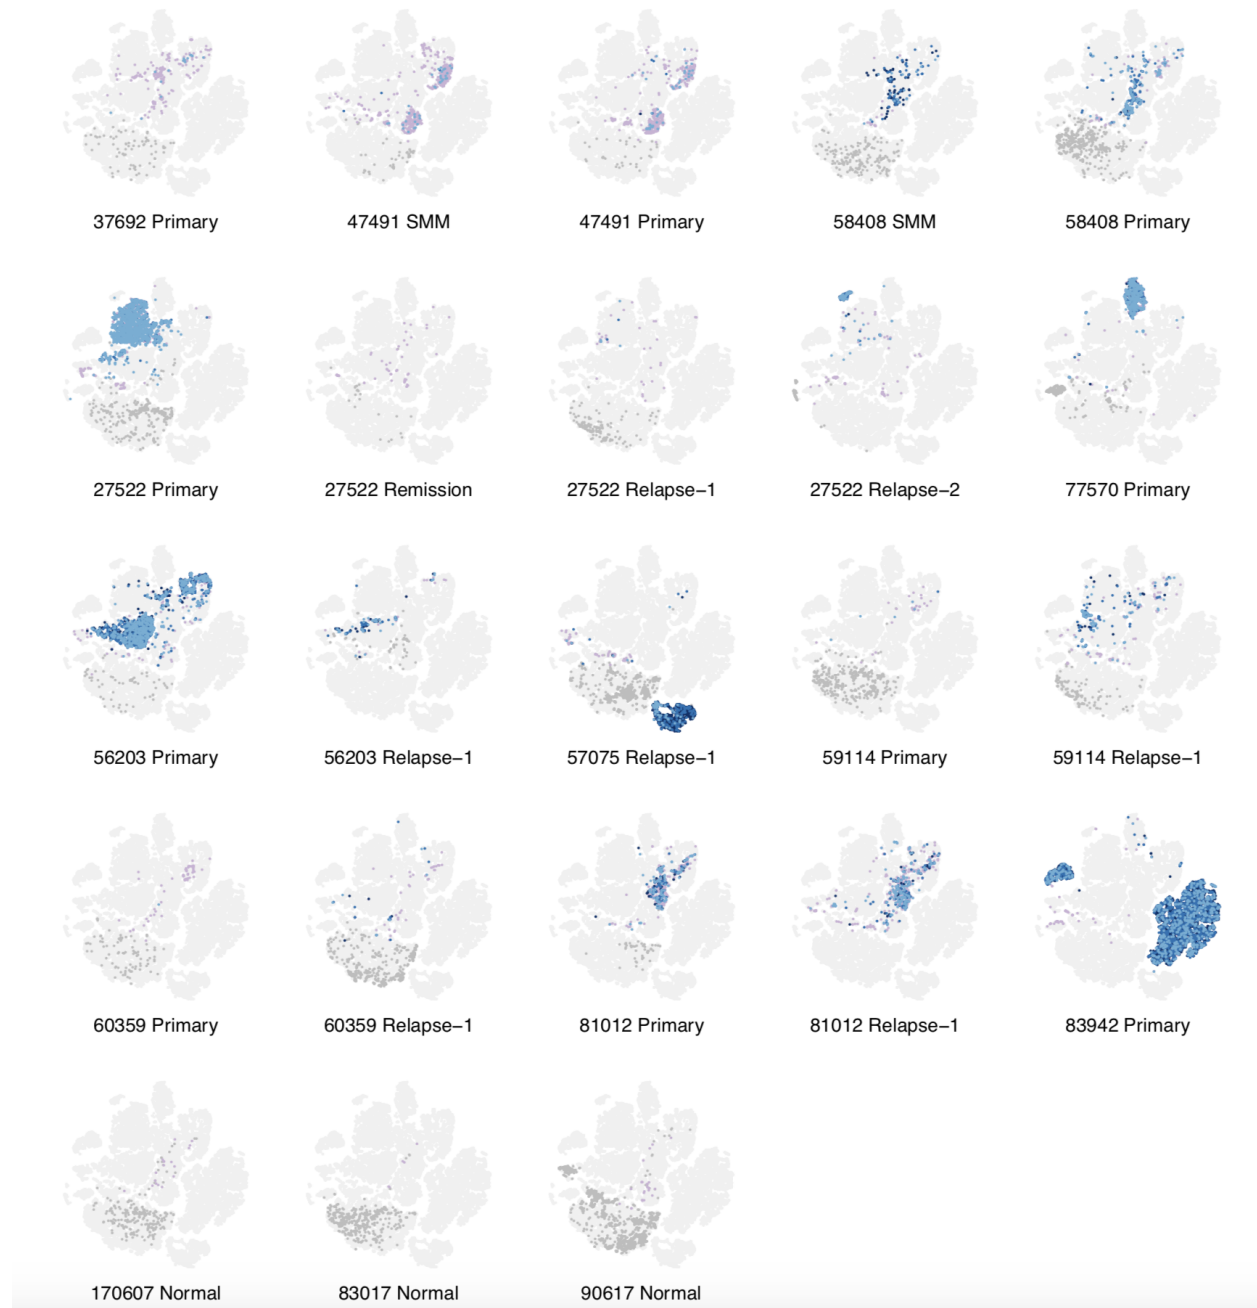 37692 Primary
47491 SMM
47491 Primary
58408 SMM
58408 Primary
27522 Primary
27522 Remission
27522 Relapse−1
27522 Relapse−2
77570 Primary
56203 Primary
56203 Relapse−1
57075 Relapse−1
59114 Primary
59114 Relapse−1
60359 Primary
60359 Relapse−1
81012 Primary
81012 Relapse−1
83942 Primary
170607 Normal
83017 Normal
90617 Normal